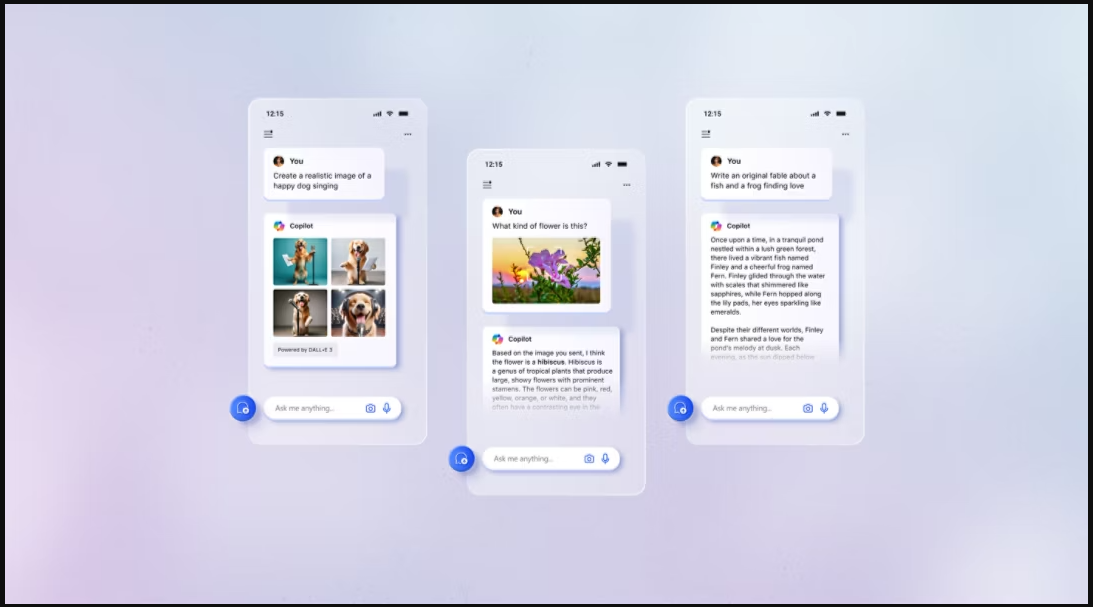 12:15
You
Create a realistic image of a
happy dog singing
Copilot
Powered by DALL·E 3
Ask me anything...
12:15
You
What kind of flower is this?
Copilot
Based on the image you sent, I think
the flower is a hibiscus. Hibiscus is
a genus of tropical plants that produce
large, showy flowers with prominent
stamens. The flowers can be pink, red,
yellow, orange, or white, and they
often have a contrasting eye in the
Ask me anything...
12:15
You
Write an original fable about a
fish and a frog finding love
Copilot
Once upon a time, in a tranquil pond
nestled within a lush green forest,
there lived a vibrant fish named
Finley and a cheerful frog named
Fern. Finley glided through the water
with scales that shimmered like
sapphires, while Fern hopped along
the lily pads, her eyes sparkling like
emeralds.
Despite their different worlds, Finley
and Fern shared a love for the
pond's melody at dusk. Each
evening, as the sun dipped below
Ask me anything...